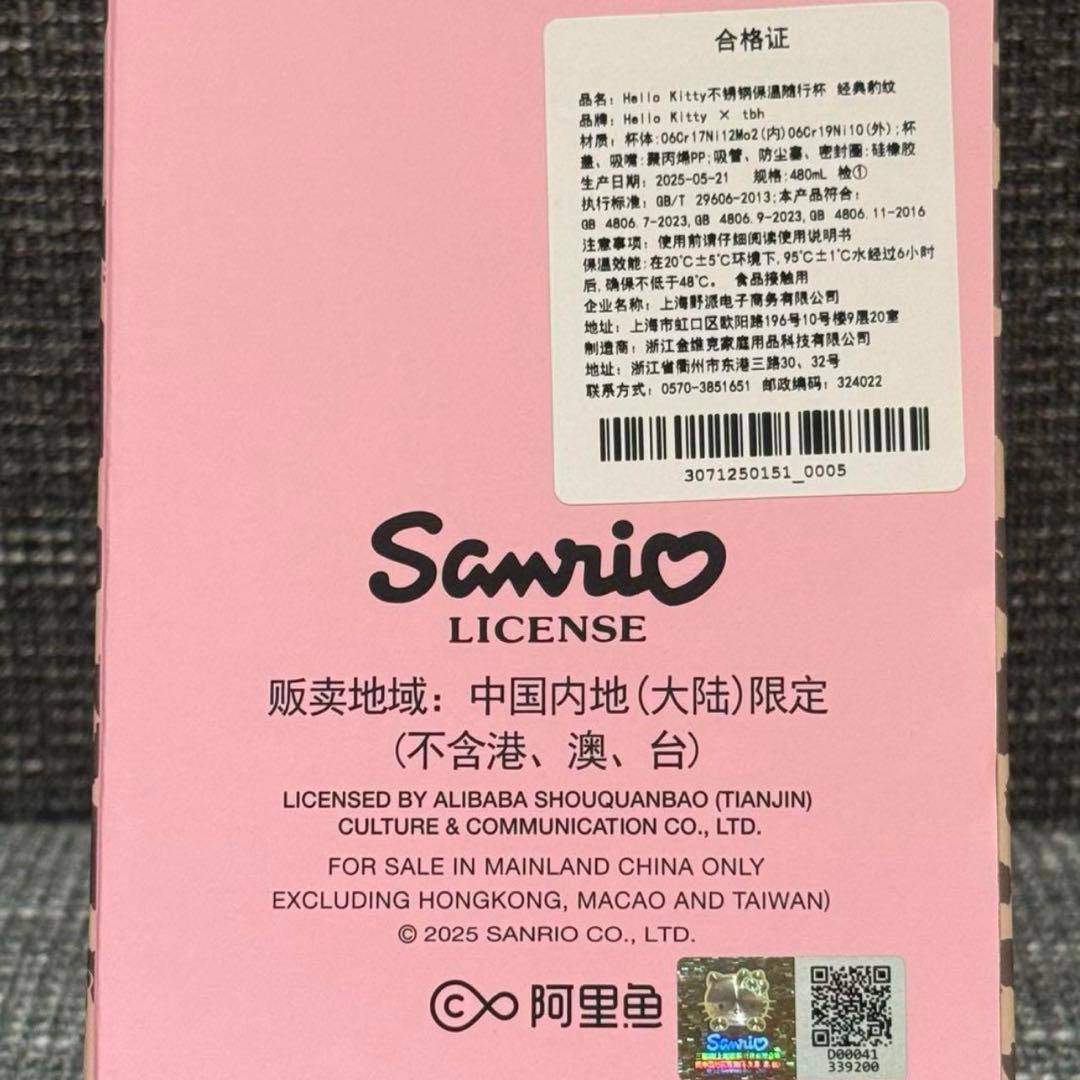 合格证
品名：Hello Kitty不锈钢保温随行杯 经典豹纹
品牌：Hello Kitty × tbh
材质：杯体:06Cr17Ni12Mo2(内)06Cr19Ni10(外);杯
盖、吸嘴:聚丙烯PP;吸管、防尘塞、密封圈:硅橡胶
生产日期：2025-05-21 规格:480mL 检①
执行标准：GB/T 29606-2013;本产品符合：
GB 4806.7-2023,GB 4806.9-2023,GB 4806.11-2016
注意事项：使用前请仔细阅读使用说明书
保温效能:在20℃±5℃环境下,95℃±1℃水经过6小时
后,确保不低于48℃。 食品接触用
企业名称：上海野派电子商务有限公司
地址：上海市虹口区欧阳路196号10号楼9层20室
制造商：浙江金维克家庭用品科技有限公司
地址：浙江省衢州市东港三路30、32号
联系方式：0570-3851651 邮政编码：324022
3071250151_0005
Sanrio
LICENSE
贩卖地域：中国内地(大陆)限定
(不含港、澳、台)
LICENSED BY ALIBABA SHOUQUANBAO (TIANJIN)
CULTURE & COMMUNICATION CO., LTD.
FOR SALE IN MAINLAND CHINA ONLY
EXCLUDING HONGKONG, MACAO AND TAIWAN)
© 2025 SANRIO CO., LTD.
阿里鱼
Sanrio
D00041
339200